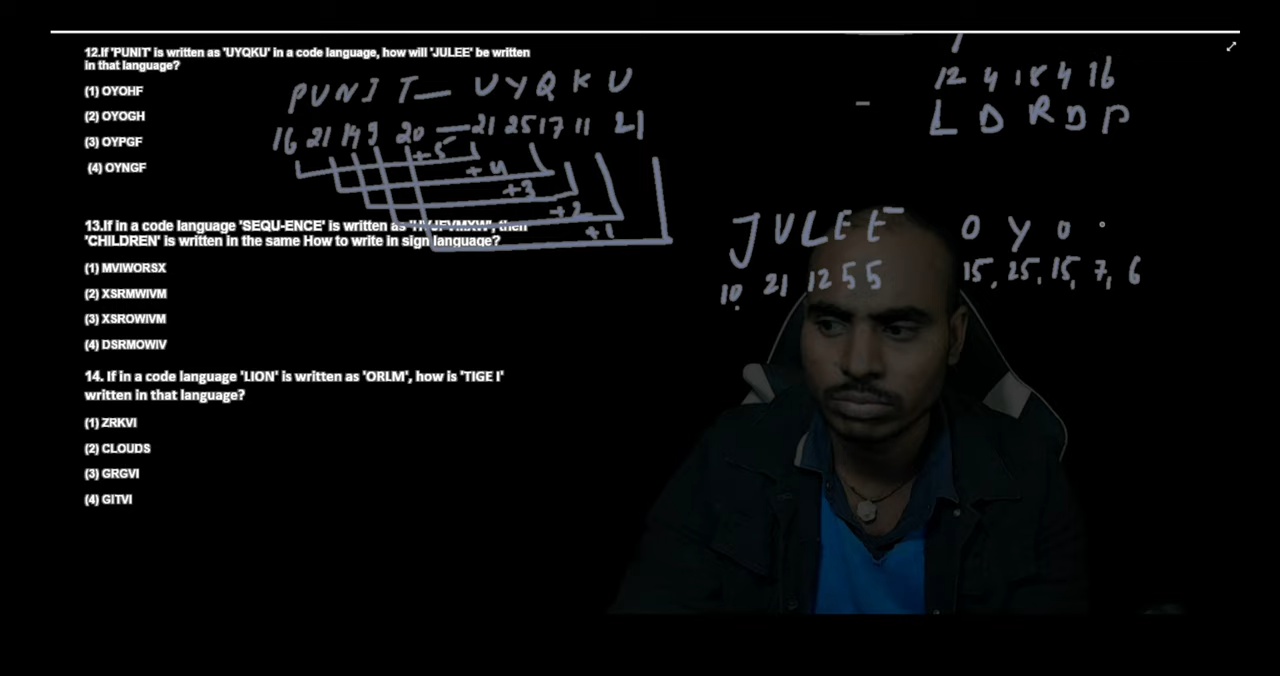 12.If 'PUNIT' is written as 'UYQKU' in a code language, how will 'JULEE' be written
in that language?
(1) OYOHF
(2) OYOGH
(3) OYPGF
(4) OYNGF
PUNIT— UYQKU
16 21 14 9 20 — 21 25 17 11 21
+5
+4
+3
+2
+1
12 4 18 4 16
L D R D P
13.If in a code language 'SEQU-ENCE' is written as 'HVJFVMXV', then
'CHILDREN' is written in the same How to write in sign language?
(1) MVIWORSX
(2) XSRMWIVM
(3) XSROWIVM
(4) DSRMOWIV
JULEE O Y O
10 21 12 5 5 15, 25, 15, 7, 6
14. If in a code language 'LION' is written as 'ORLM', how is 'TIGE I'
written in that language?
(1) ZRKVI
(2) CLOUDS
(3) GRGVI
(4) GITVI